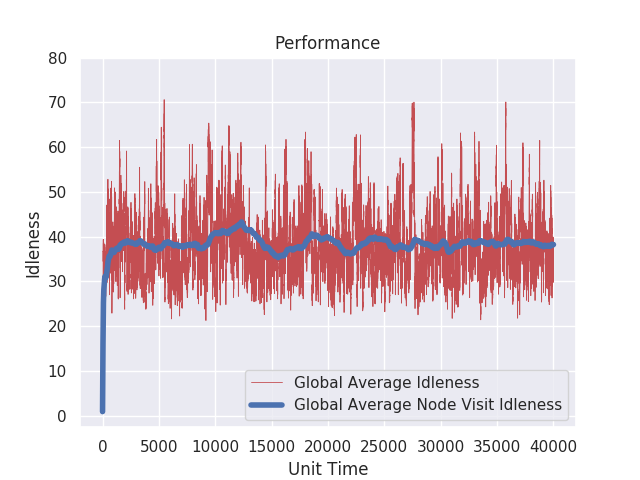 Performance
80
70
60
50
40
30
20
10
0
Idleness
Global Average Idleness
Global Average Node Visit Idleness
0 5000 10000 15000 20000 25000 30000 35000 40000
Unit Time